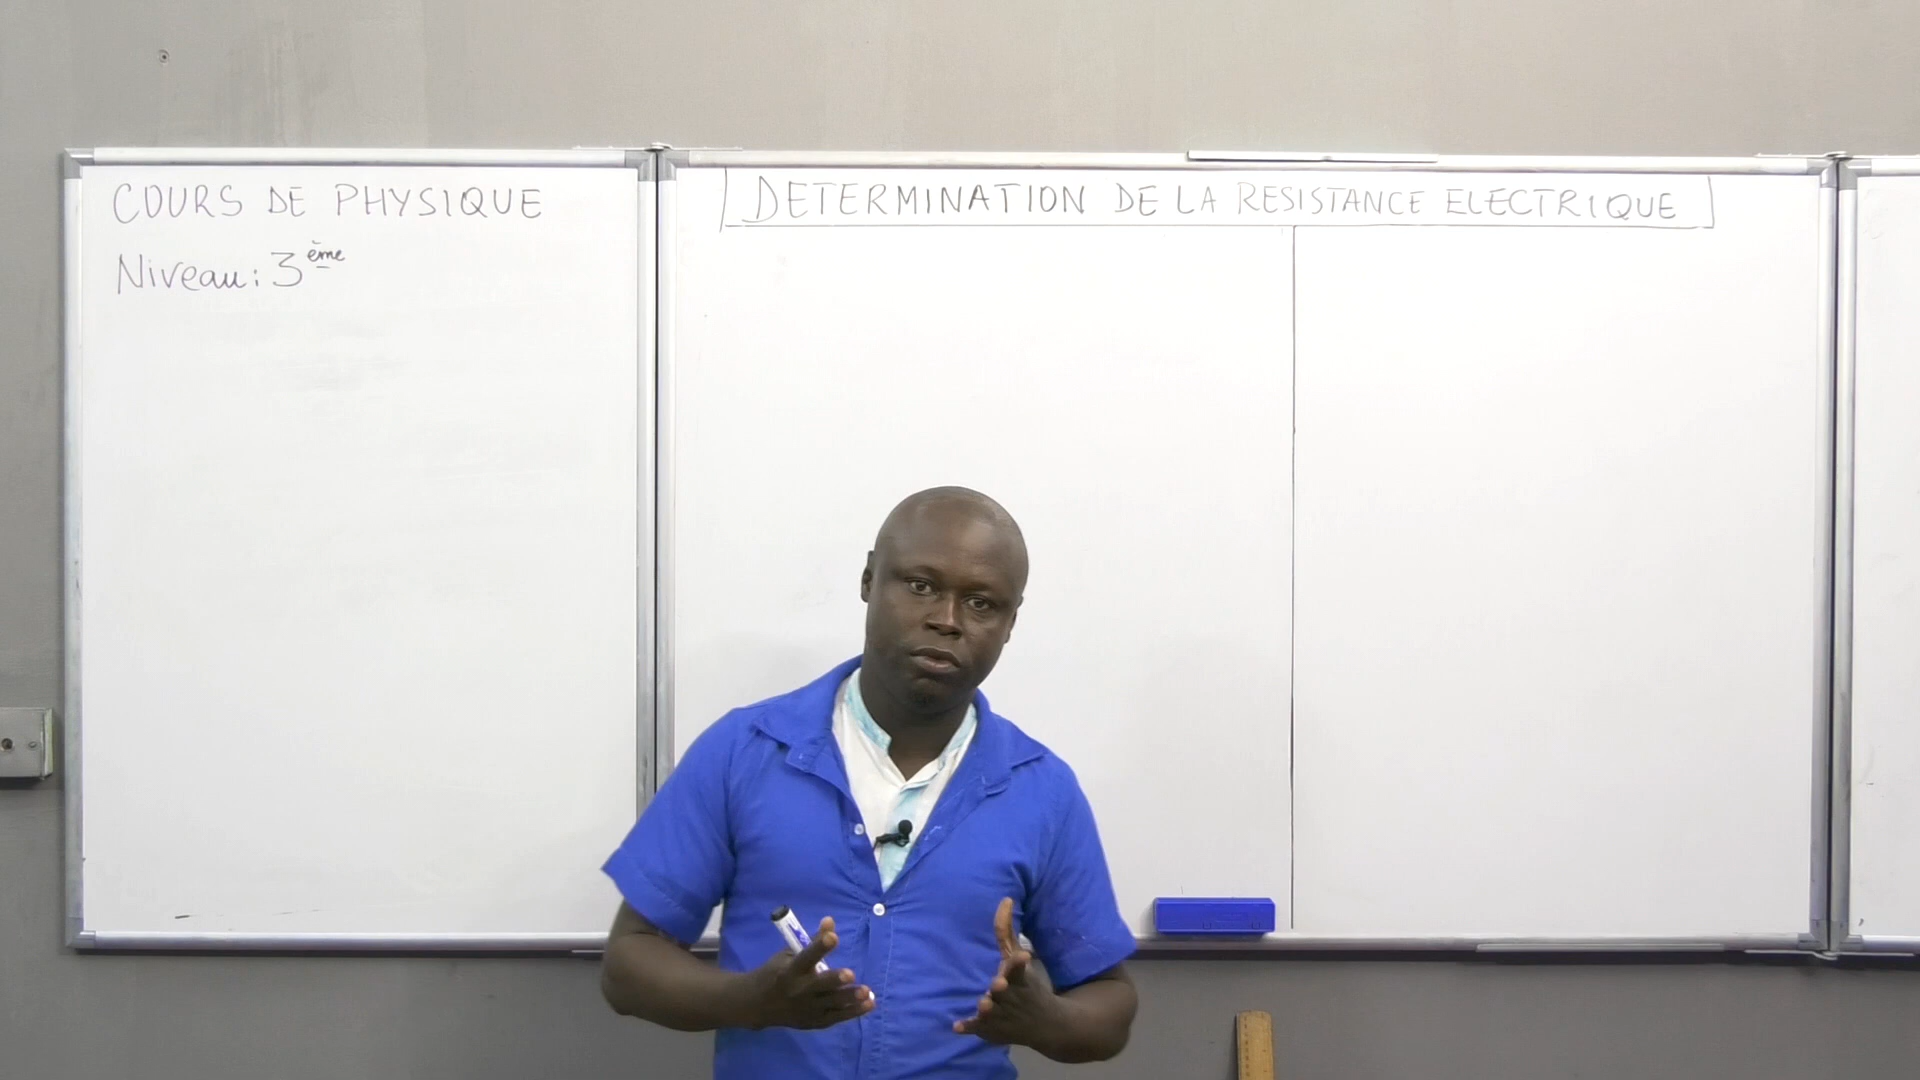 COURS DE PHYSIQUE
Niveau: 3ème
DETERMINATION DE LA RESISTANCE ELECTRIQUE